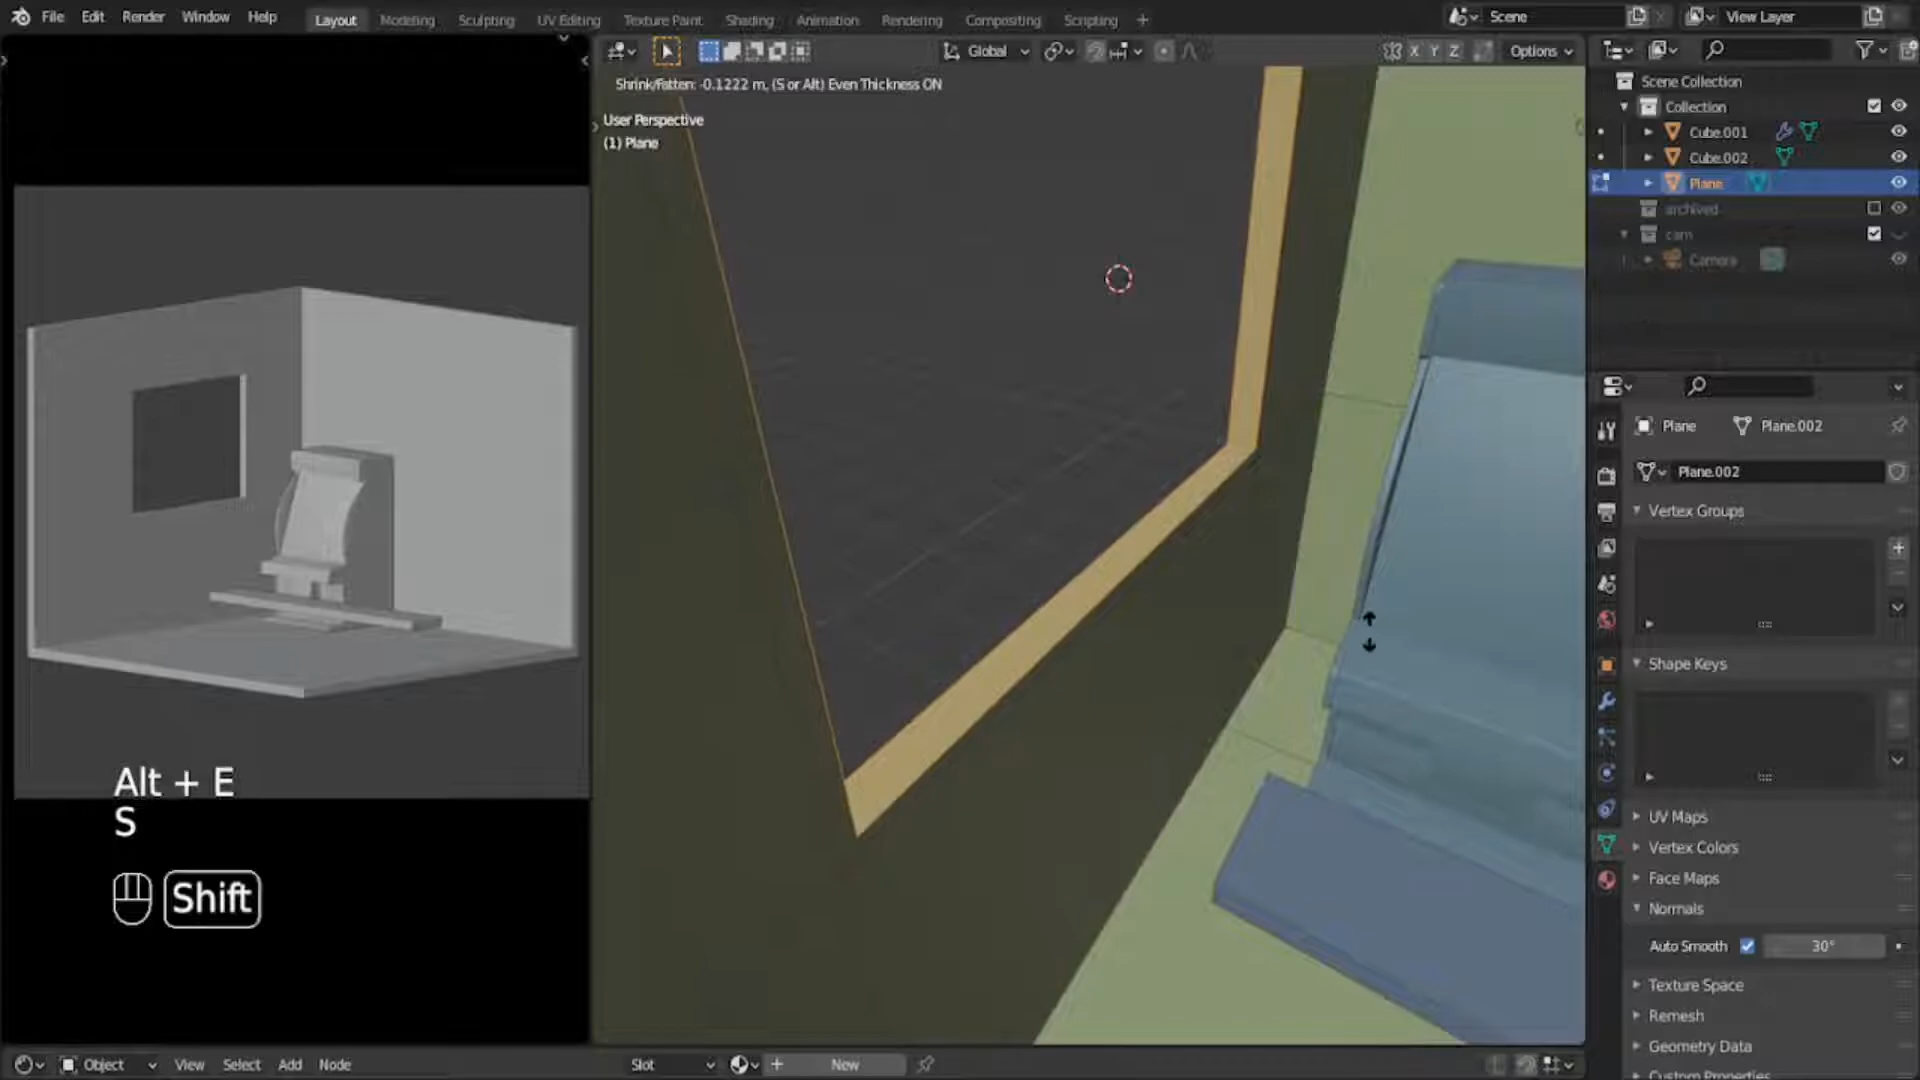 File Edit Render Window Help Layout Modeling Sculpting UV Editing Texture Paint Shading Animation Rendering Compositing Scripting + Scene View Layer
Global X Y Z Options
Shrink/Fatten: -0.1222 m, (S or Alt) Even Thickness ON
User Perspective
(1) Plane
Scene Collection
Collection
Cube.001
Cube.002
Plane
archived
cam
Camera
Plane Plane.002
Plane.002
Vertex Groups
Shape Keys
UV Maps
Vertex Colors
Face Maps
Normals
Auto Smooth 30°
Texture Space
Remesh
Geometry Data
Custom Properties
Alt + E
S
Shift
Object View Select Add Node Slot New